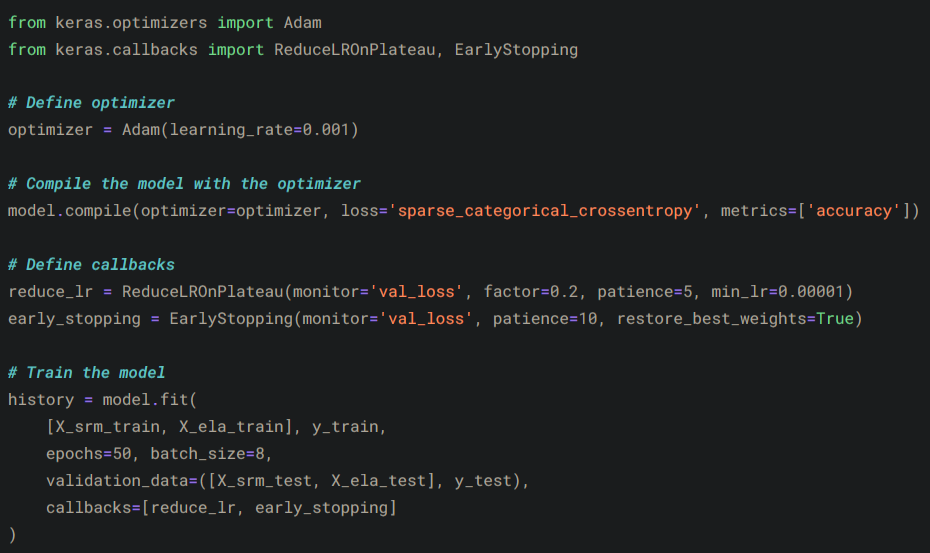 from keras.optimizers import Adam
from keras.callbacks import ReduceLROnPlateau, EarlyStopping
# Define optimizer
optimizer = Adam(learning_rate=0.001)
# Compile the model with the optimizer
model.compile(optimizer=optimizer, loss='sparse_categorical_crossentropy', metrics=['accuracy'])
# Define callbacks
reduce_lr = ReduceLROnPlateau(monitor='val_loss', factor=0.2, patience=5, min_lr=0.00001)
early_stopping = EarlyStopping(monitor='val_loss', patience=10, restore_best_weights=True)
# Train the model
history = model.fit(
    [X_srm_train, X_ela_train], y_train,
    epochs=50, batch_size=8,
    validation_data=([X_srm_test, X_ela_test], y_test),
    callbacks=[reduce_lr, early_stopping]
)